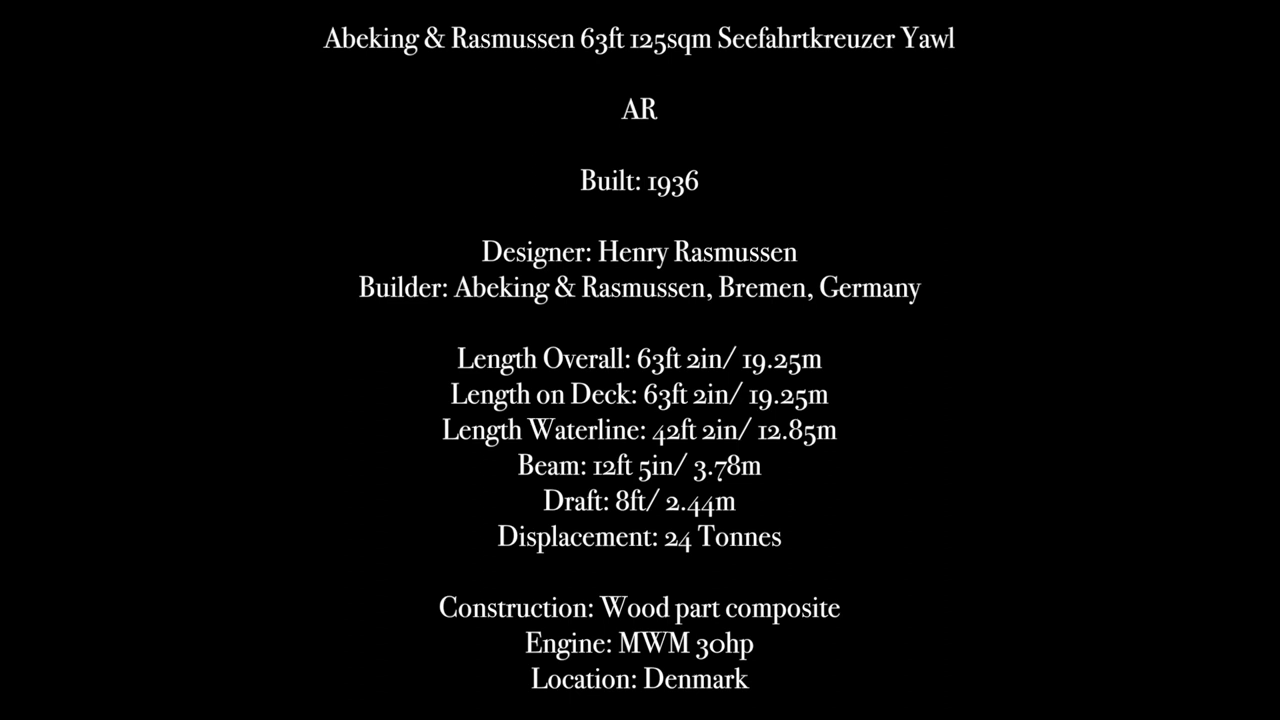 Abeking & Rasmussen 63ft 125sqm Seefahrtkreuzer Yawl
AR
Built: 1936
Designer: Henry Rasmussen
Builder: Abeking & Rasmussen, Bremen, Germany
Length Overall: 63ft 2in/ 19.25m
Length on Deck: 63ft 2in/ 19.25m
Length Waterline: 42ft 2in/ 12.85m
Beam: 12ft 5in/ 3.78m
Draft: 8ft/ 2.44m
Displacement: 24 Tonnes
Construction: Wood part composite
Engine: MWM 30hp
Location: Denmark